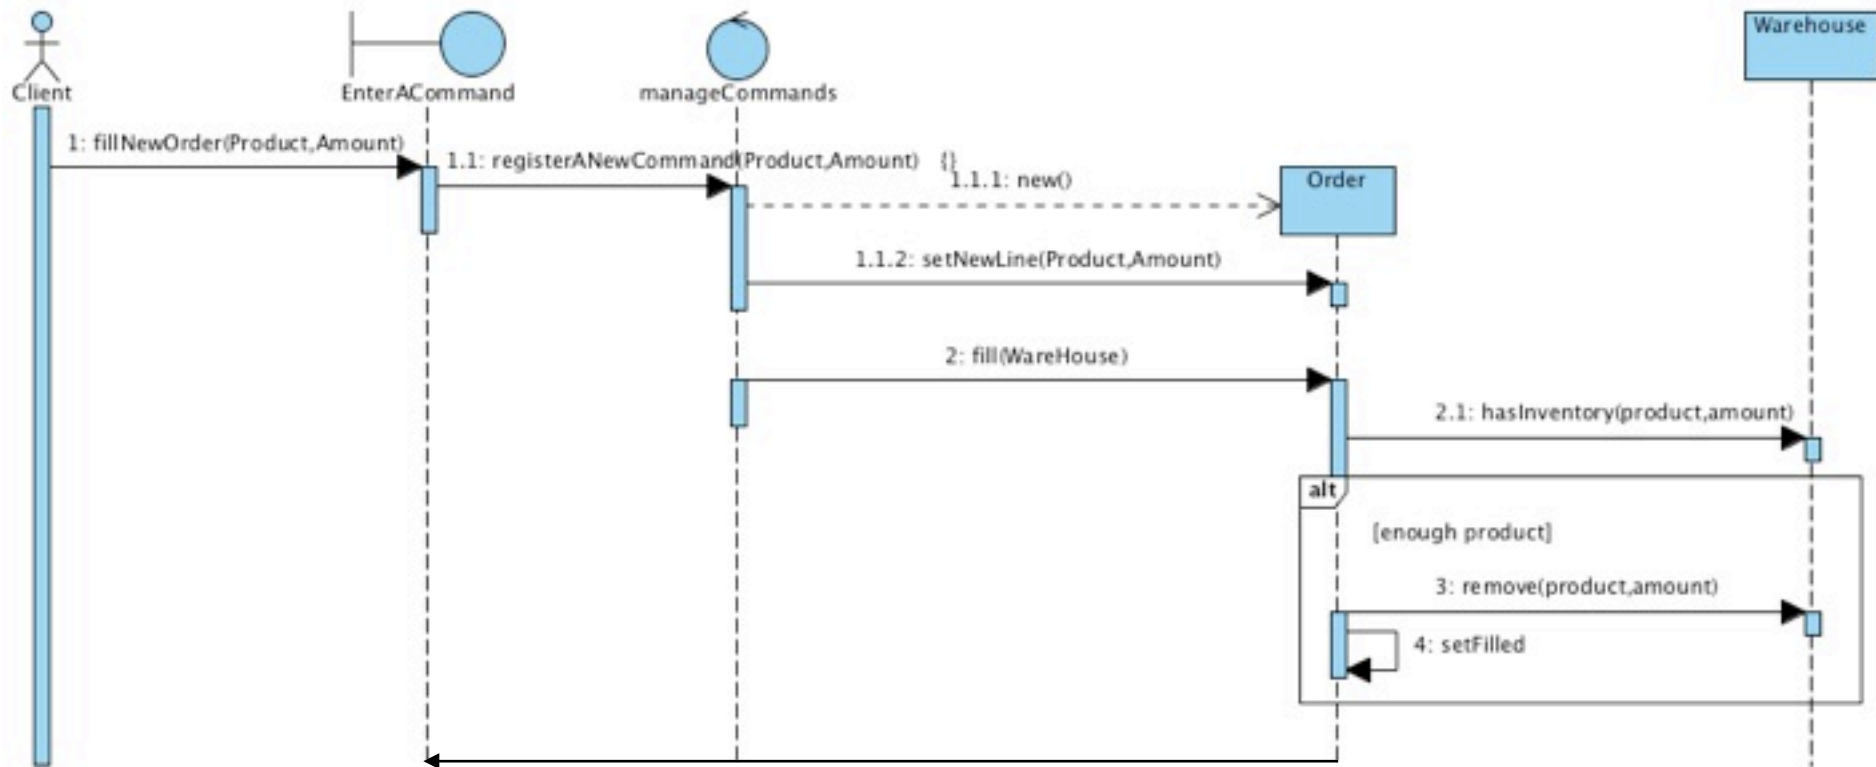 Warehouse
Client
EnterACommand
manageCommands
1: fillNewOrder(Product,Amount)
1.1: registerANewCommand(Product,Amount) {}
1.1.1: new()
Order
1.1.2: setNewLine(Product,Amount)
2: fill(WareHouse)
2.1: hasInventory(product,amount)
alt
[enough product]
3: remove(product,amount)
4: setFilled